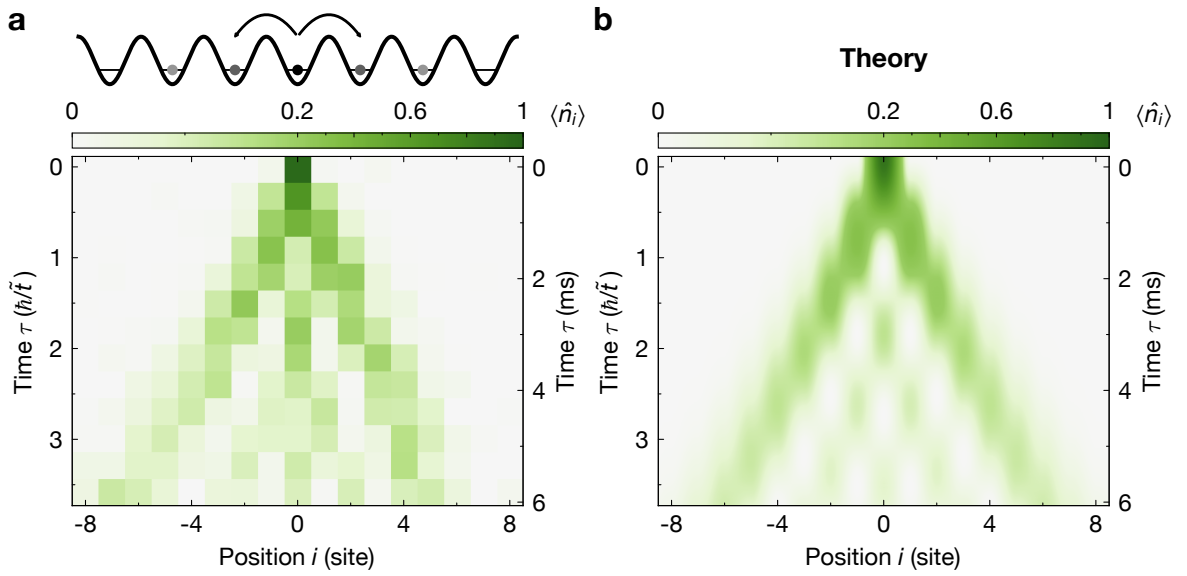 a
0 0.2 0.6 1 ⟨n̂ᵢ⟩
0
1
2
3
Time τ (ħ/t̃)
0
2
4
6
Time τ (ms)
-8 -4 0 4 8
Position i (site)
b
Theory
0 0.2 0.6 1 ⟨n̂ᵢ⟩
0
1
2
3
Time τ (ħ/t̃)
0
2
4
6
Time τ (ms)
-8 -4 0 4 8
Position i (site)